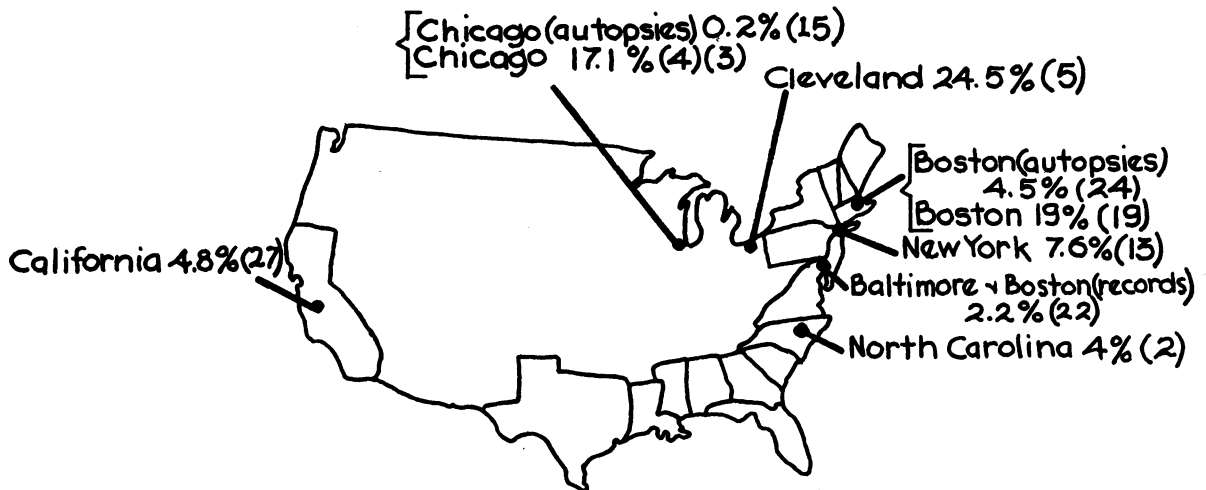 Chicago (autopsies) 0.2% (15)
Chicago 17.1% (4)(3)
Cleveland 24.5% (5)
Boston (autopsies)
4.5% (24)
Boston 19% (19)
New York 7.6% (13)
California 4.8% (27)
Baltimore + Boston (records)
2.2% (22)
North Carolina 4% (2)